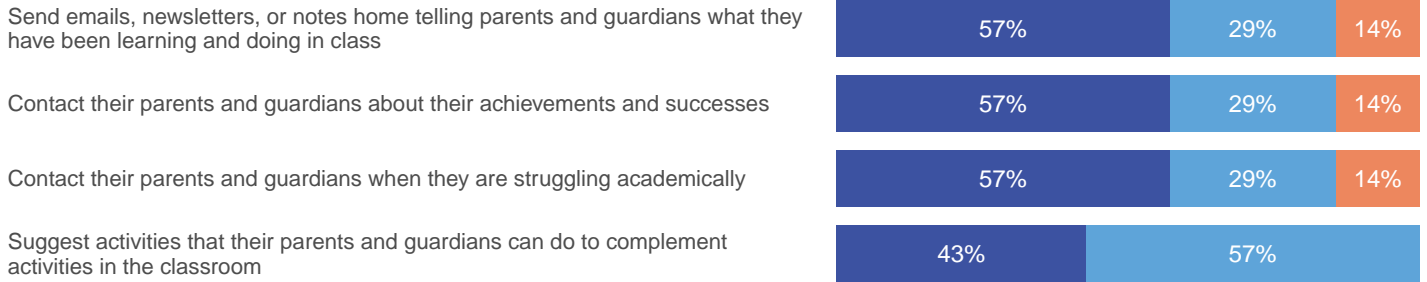 Send emails, newsletters, or notes home telling parents and guardians what they
have been learning and doing in class
57% 29% 14%
Contact their parents and guardians about their achievements and successes
57% 29% 14%
Contact their parents and guardians when they are struggling academically
57% 29% 14%
Suggest activities that their parents and guardians can do to complement
activities in the classroom
43% 57%